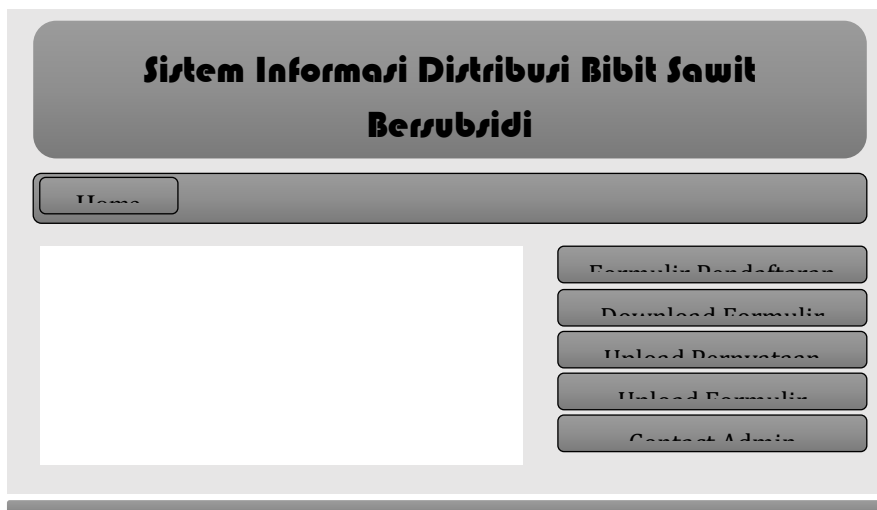 Sistem Informasi Distribusi Bibit Sawit
Bersubsidi
Home
Formulir Pendaftaran
Download Formulir
Upload Pernyataan
Upload Formulir
Contact Admin